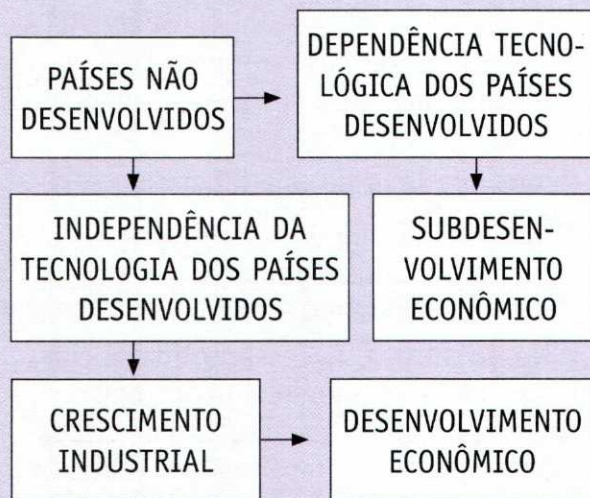 PAÍSES NÃO
DESENVOLVIDOS
DEPENDÊNCIA TECNO-
LÓGICA DOS PAÍSES
DESENVOLVIDOS
INDEPENDÊNCIA DA
TECNOLOGIA DOS PAÍSES
DESENVOLVIDOS
SUBDESEN-
VOLVIMENTO
ECONÔMICO
CRESCIMENTO
INDUSTRIAL
DESENVOLVIMENTO
ECONÔMICO